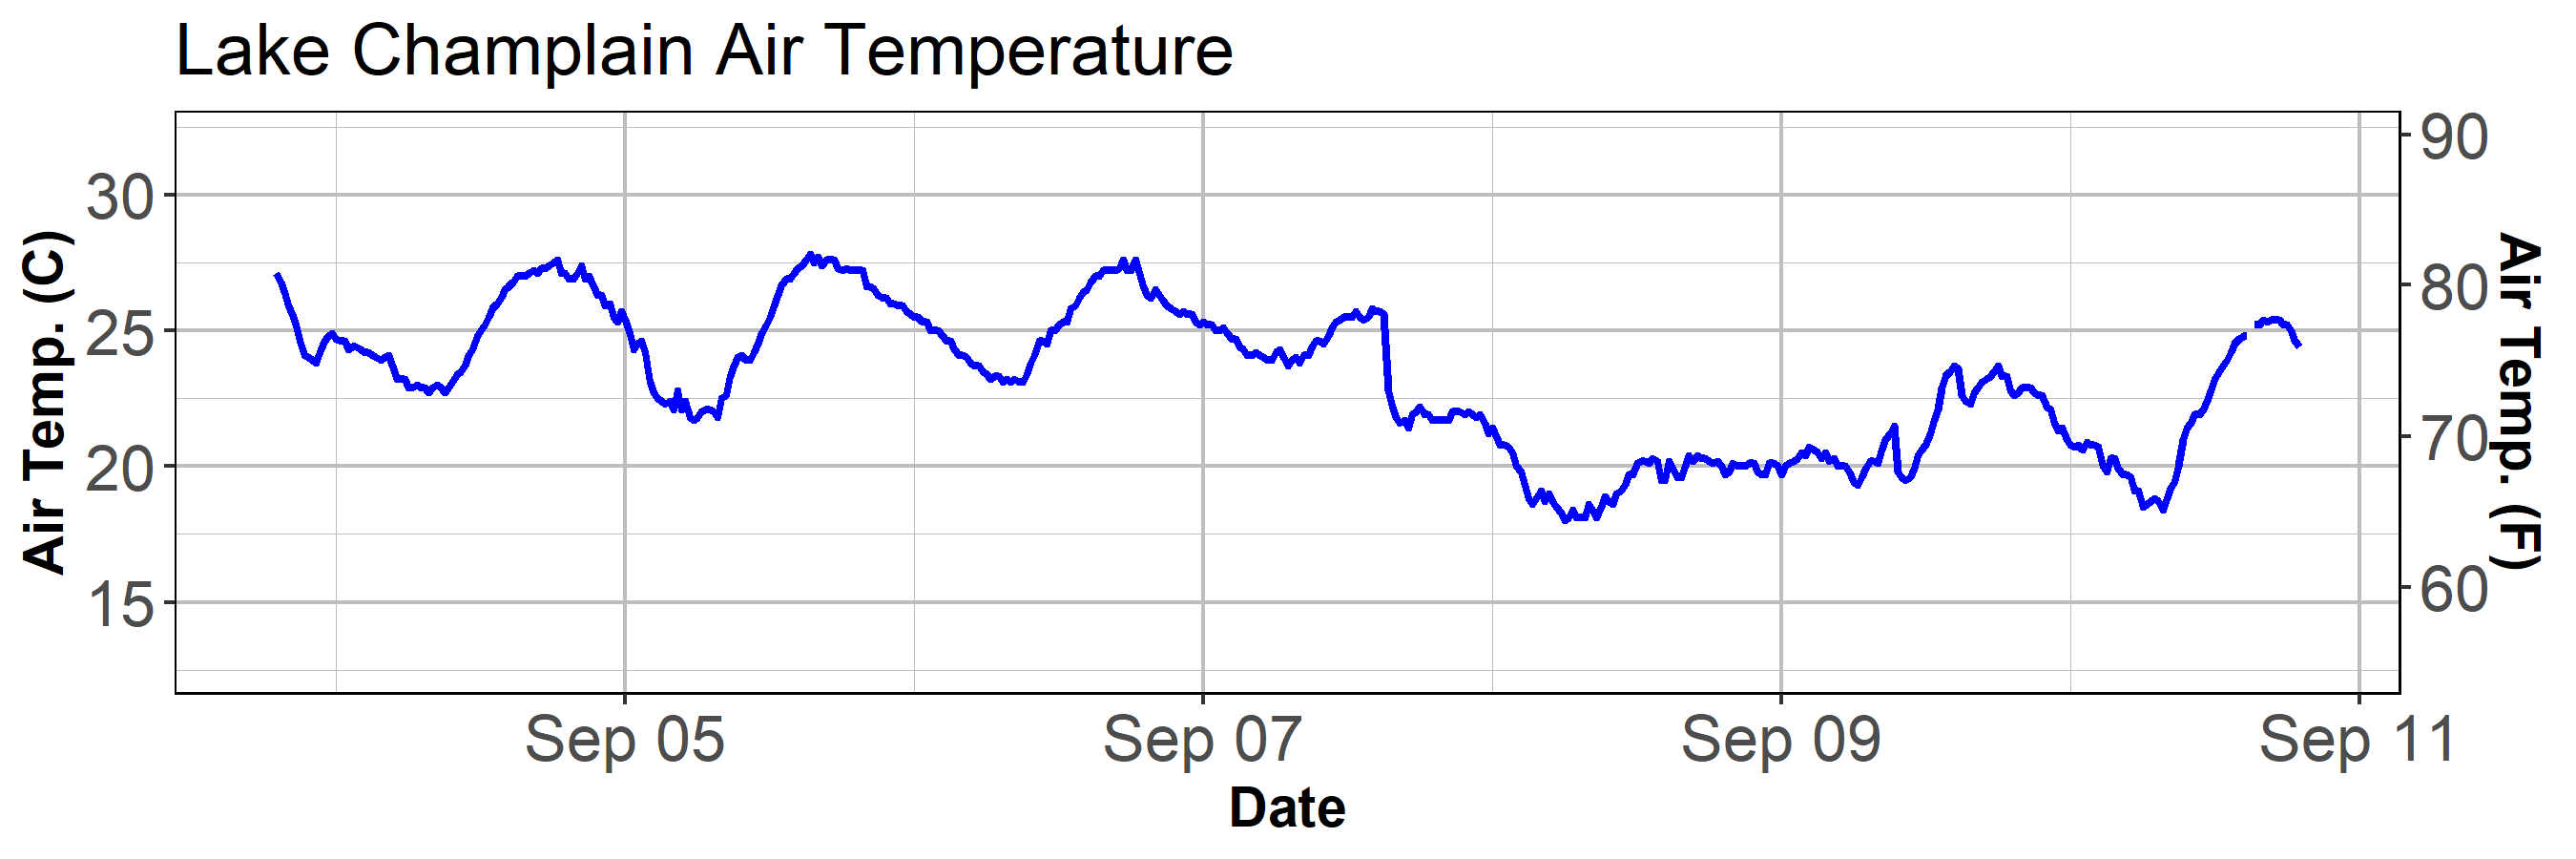 Lake Champlain Air Temperature
Air Temp. (C)
30
25
20
15
90
80
70
60
Air Temp. (F)
Sep 05 Sep 07 Sep 09 Sep 11
Date